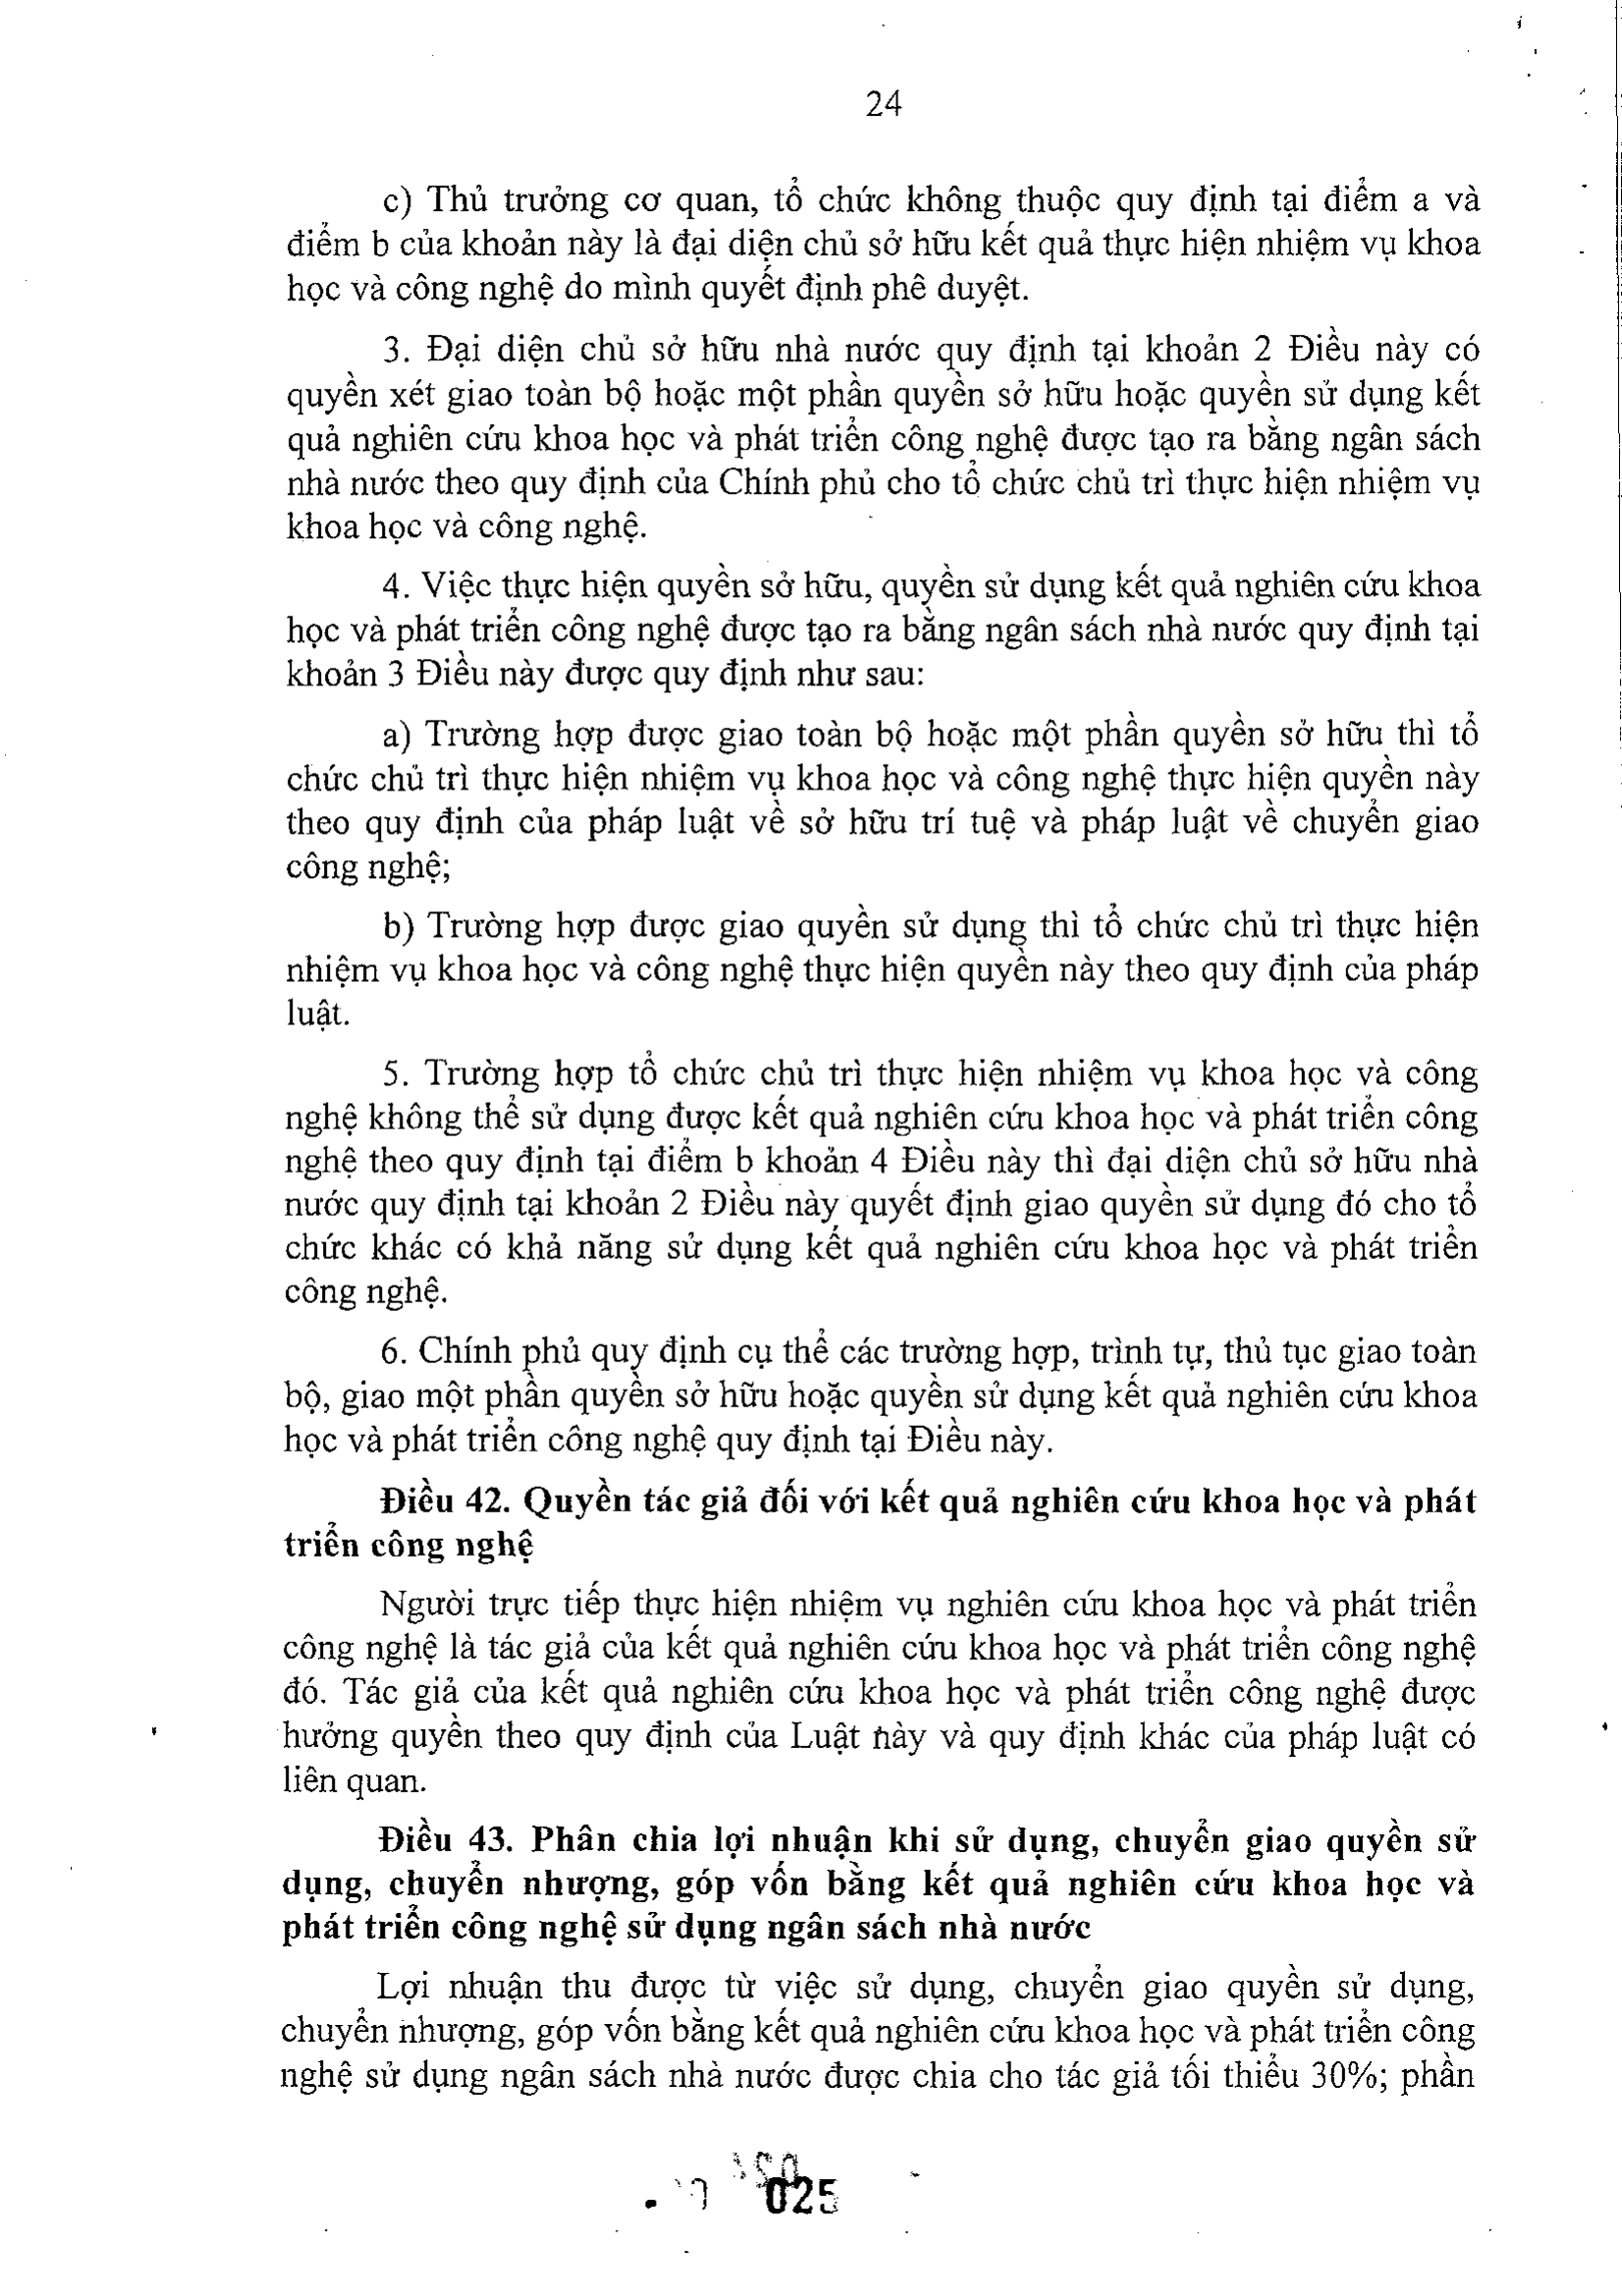 24
c) Thủ trưởng cơ quan, tổ chức không thuộc quy định tại điểm a và
điểm b của khoản này là đại diện chủ sở hữu kết quả thực hiện nhiệm vụ khoa
học và công nghệ do mình quyết định phê duyệt.
3. Đại diện chủ sở hữu nhà nước quy định tại khoản 2 Điều này có
quyền xét giao toàn bộ hoặc một phần quyền sở hữu hoặc quyền sử dụng kết
quả nghiên cứu khoa học và phát triển công nghệ được tạo ra bằng ngân sách
nhà nước theo quy định của Chính phủ cho tổ chức chủ trì thực hiện nhiệm vụ
khoa học và công nghệ.
4. Việc thực hiện quyền sở hữu, quyền sử dụng kết quả nghiên cứu khoa
học và phát triển công nghệ được tạo ra bằng ngân sách nhà nước quy định tại
khoản 3 Điều này được quy định như sau:
a) Trường hợp được giao toàn bộ hoặc một phần quyền sở hữu thì tổ
chức chủ trì thực hiện nhiệm vụ khoa học và công nghệ thực hiện quyền này
theo quy định của pháp luật về sở hữu trí tuệ và pháp luật về chuyển giao
công nghệ;
b) Trường hợp được giao quyền sử dụng thì tổ chức chủ trì thực hiện
nhiệm vụ khoa học và công nghệ thực hiện quyền này theo quy định của pháp
luật.
5. Trường hợp tổ chức chủ trì thực hiện nhiệm vụ khoa học và công
nghệ không thể sử dụng được kết quả nghiên cứu khoa học và phát triển công
nghệ theo quy định tại điểm b khoản 4 Điều này thì đại diện chủ sở hữu nhà
nước quy định tại khoản 2 Điều này quyết định giao quyền sử dụng đó cho tổ
chức khác có khả năng sử dụng kết quả nghiên cứu khoa học và phát triển
công nghệ.
6. Chính phủ quy định cụ thể các trường hợp, trình tự, thủ tục giao toàn
bộ, giao một phần quyền sở hữu hoặc quyền sử dụng kết quả nghiên cứu khoa
học và phát triển công nghệ quy định tại Điều này.
Điều 42. Quyền tác giả đối với kết quả nghiên cứu khoa học và phát
triển công nghệ
Người trực tiếp thực hiện nhiệm vụ nghiên cứu khoa học và phát triển
công nghệ là tác giả của kết quả nghiên cứu khoa học và phát triển công nghệ
đó. Tác giả của kết quả nghiên cứu khoa học và phát triển công nghệ được
hưởng quyền theo quy định của Luật này và quy định khác của pháp luật có
liên quan.
Điều 43. Phân chia lợi nhuận khi sử dụng, chuyển giao quyền sử
dụng, chuyển nhượng, góp vốn bằng kết quả nghiên cứu khoa học và
phát triển công nghệ sử dụng ngân sách nhà nước
Lợi nhuận thu được từ việc sử dụng, chuyển giao quyền sử dụng,
chuyển nhượng, góp vốn bằng kết quả nghiên cứu khoa học và phát triển công
nghệ sử dụng ngân sách nhà nước được chia cho tác giả tối thiểu 30%; phần
025